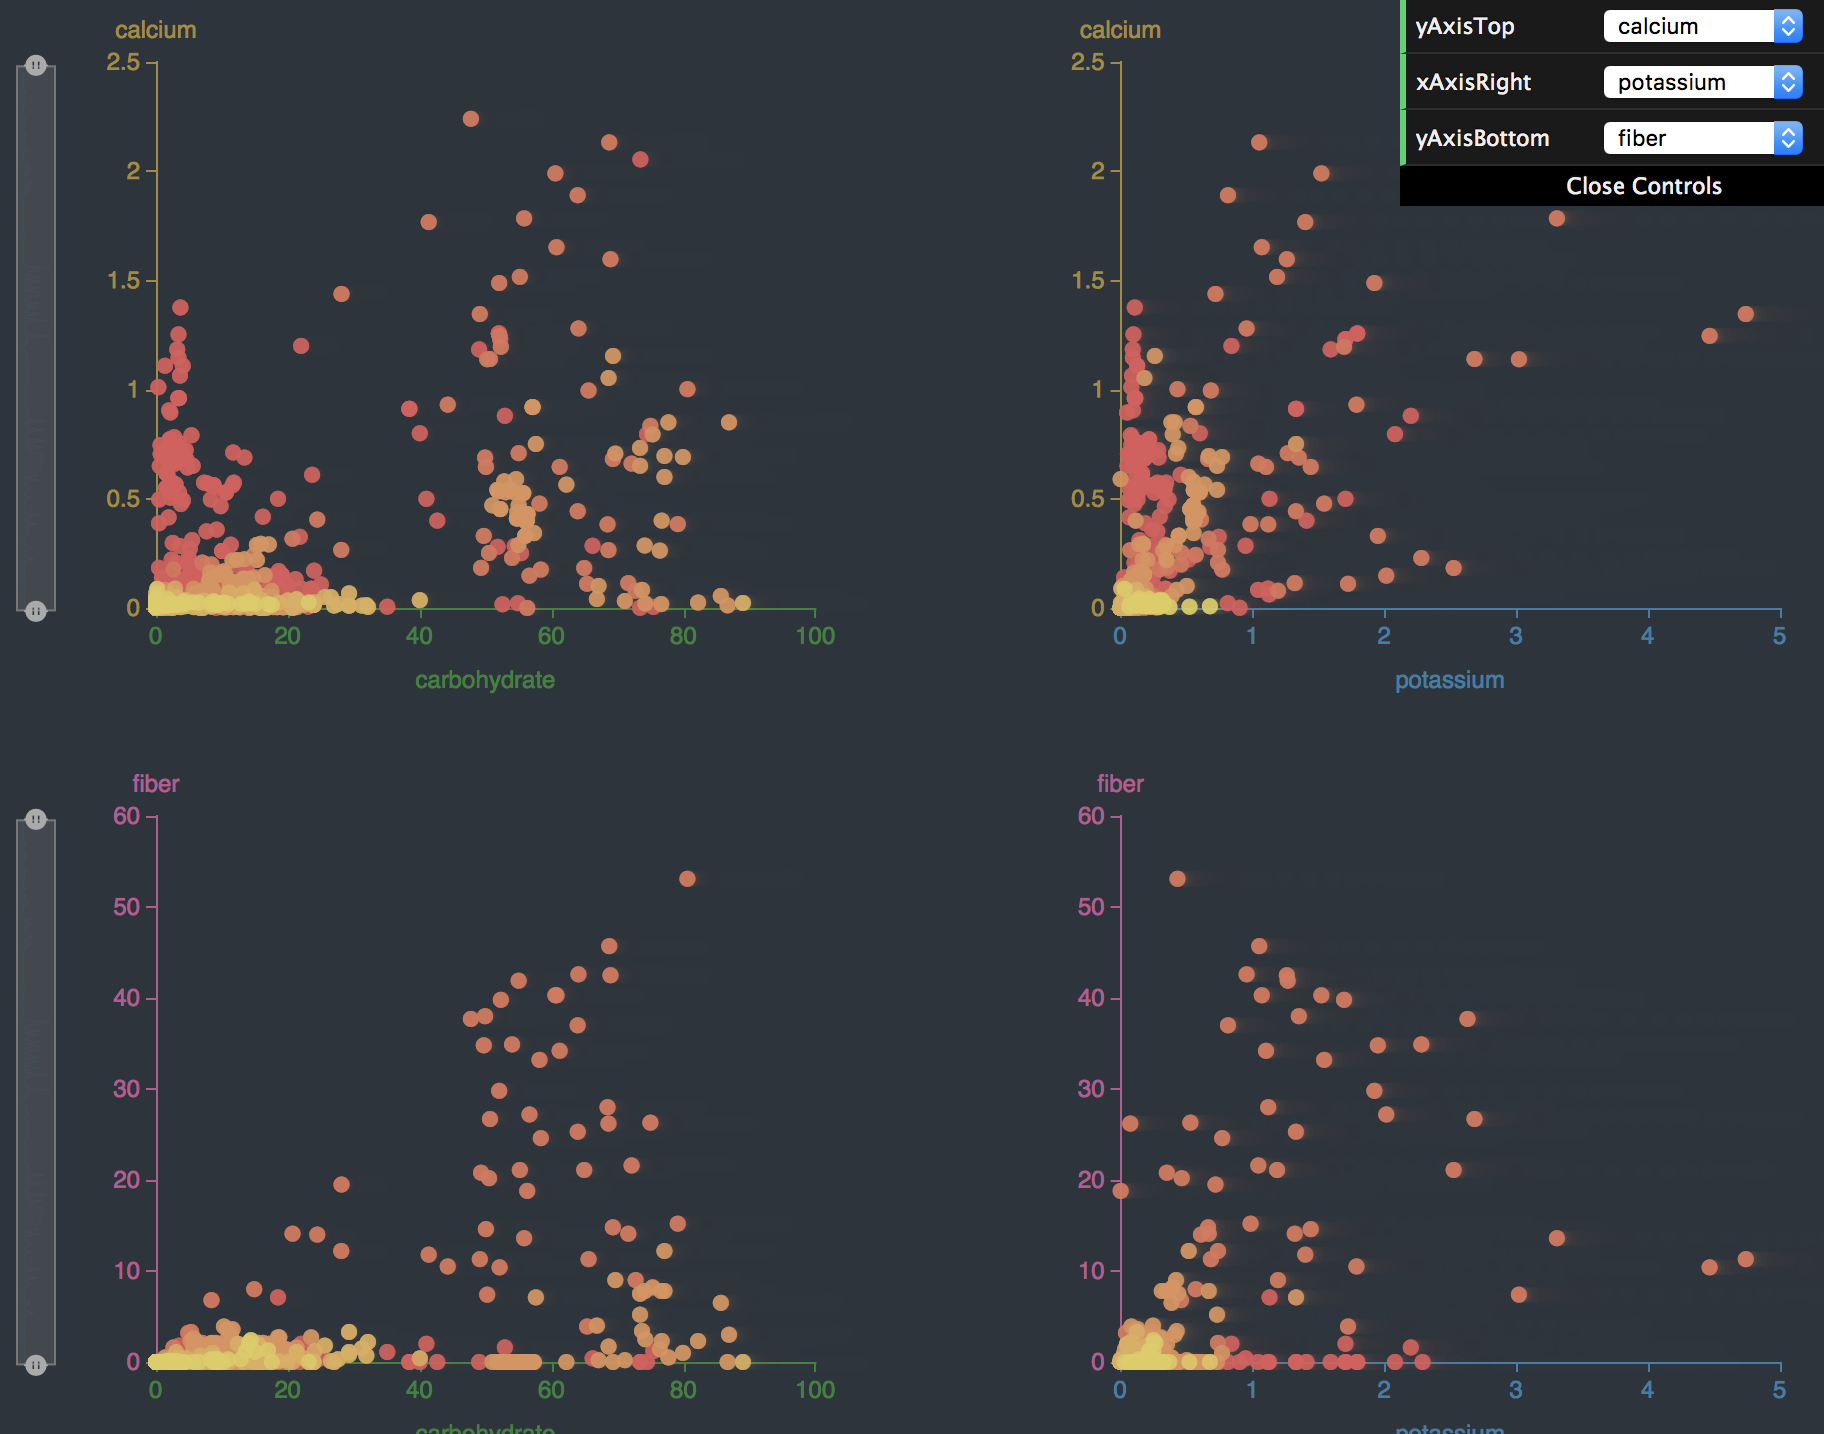 calcium
2.5
2
1.5
1
0.5
0
0 20 40 60 80 100
carbohydrate
calcium
2.5
2
1.5
1
0.5
0
0 1 2 3 4 5
potassium
yAxisTop calcium
xAxisRight potassium
yAxisBottom fiber
Close Controls
fiber
60
50
40
30
20
10
0
0 20 40 60 80 100
carbohydrate
fiber
60
50
40
30
20
10
0
0 1 2 3 4 5
potassium